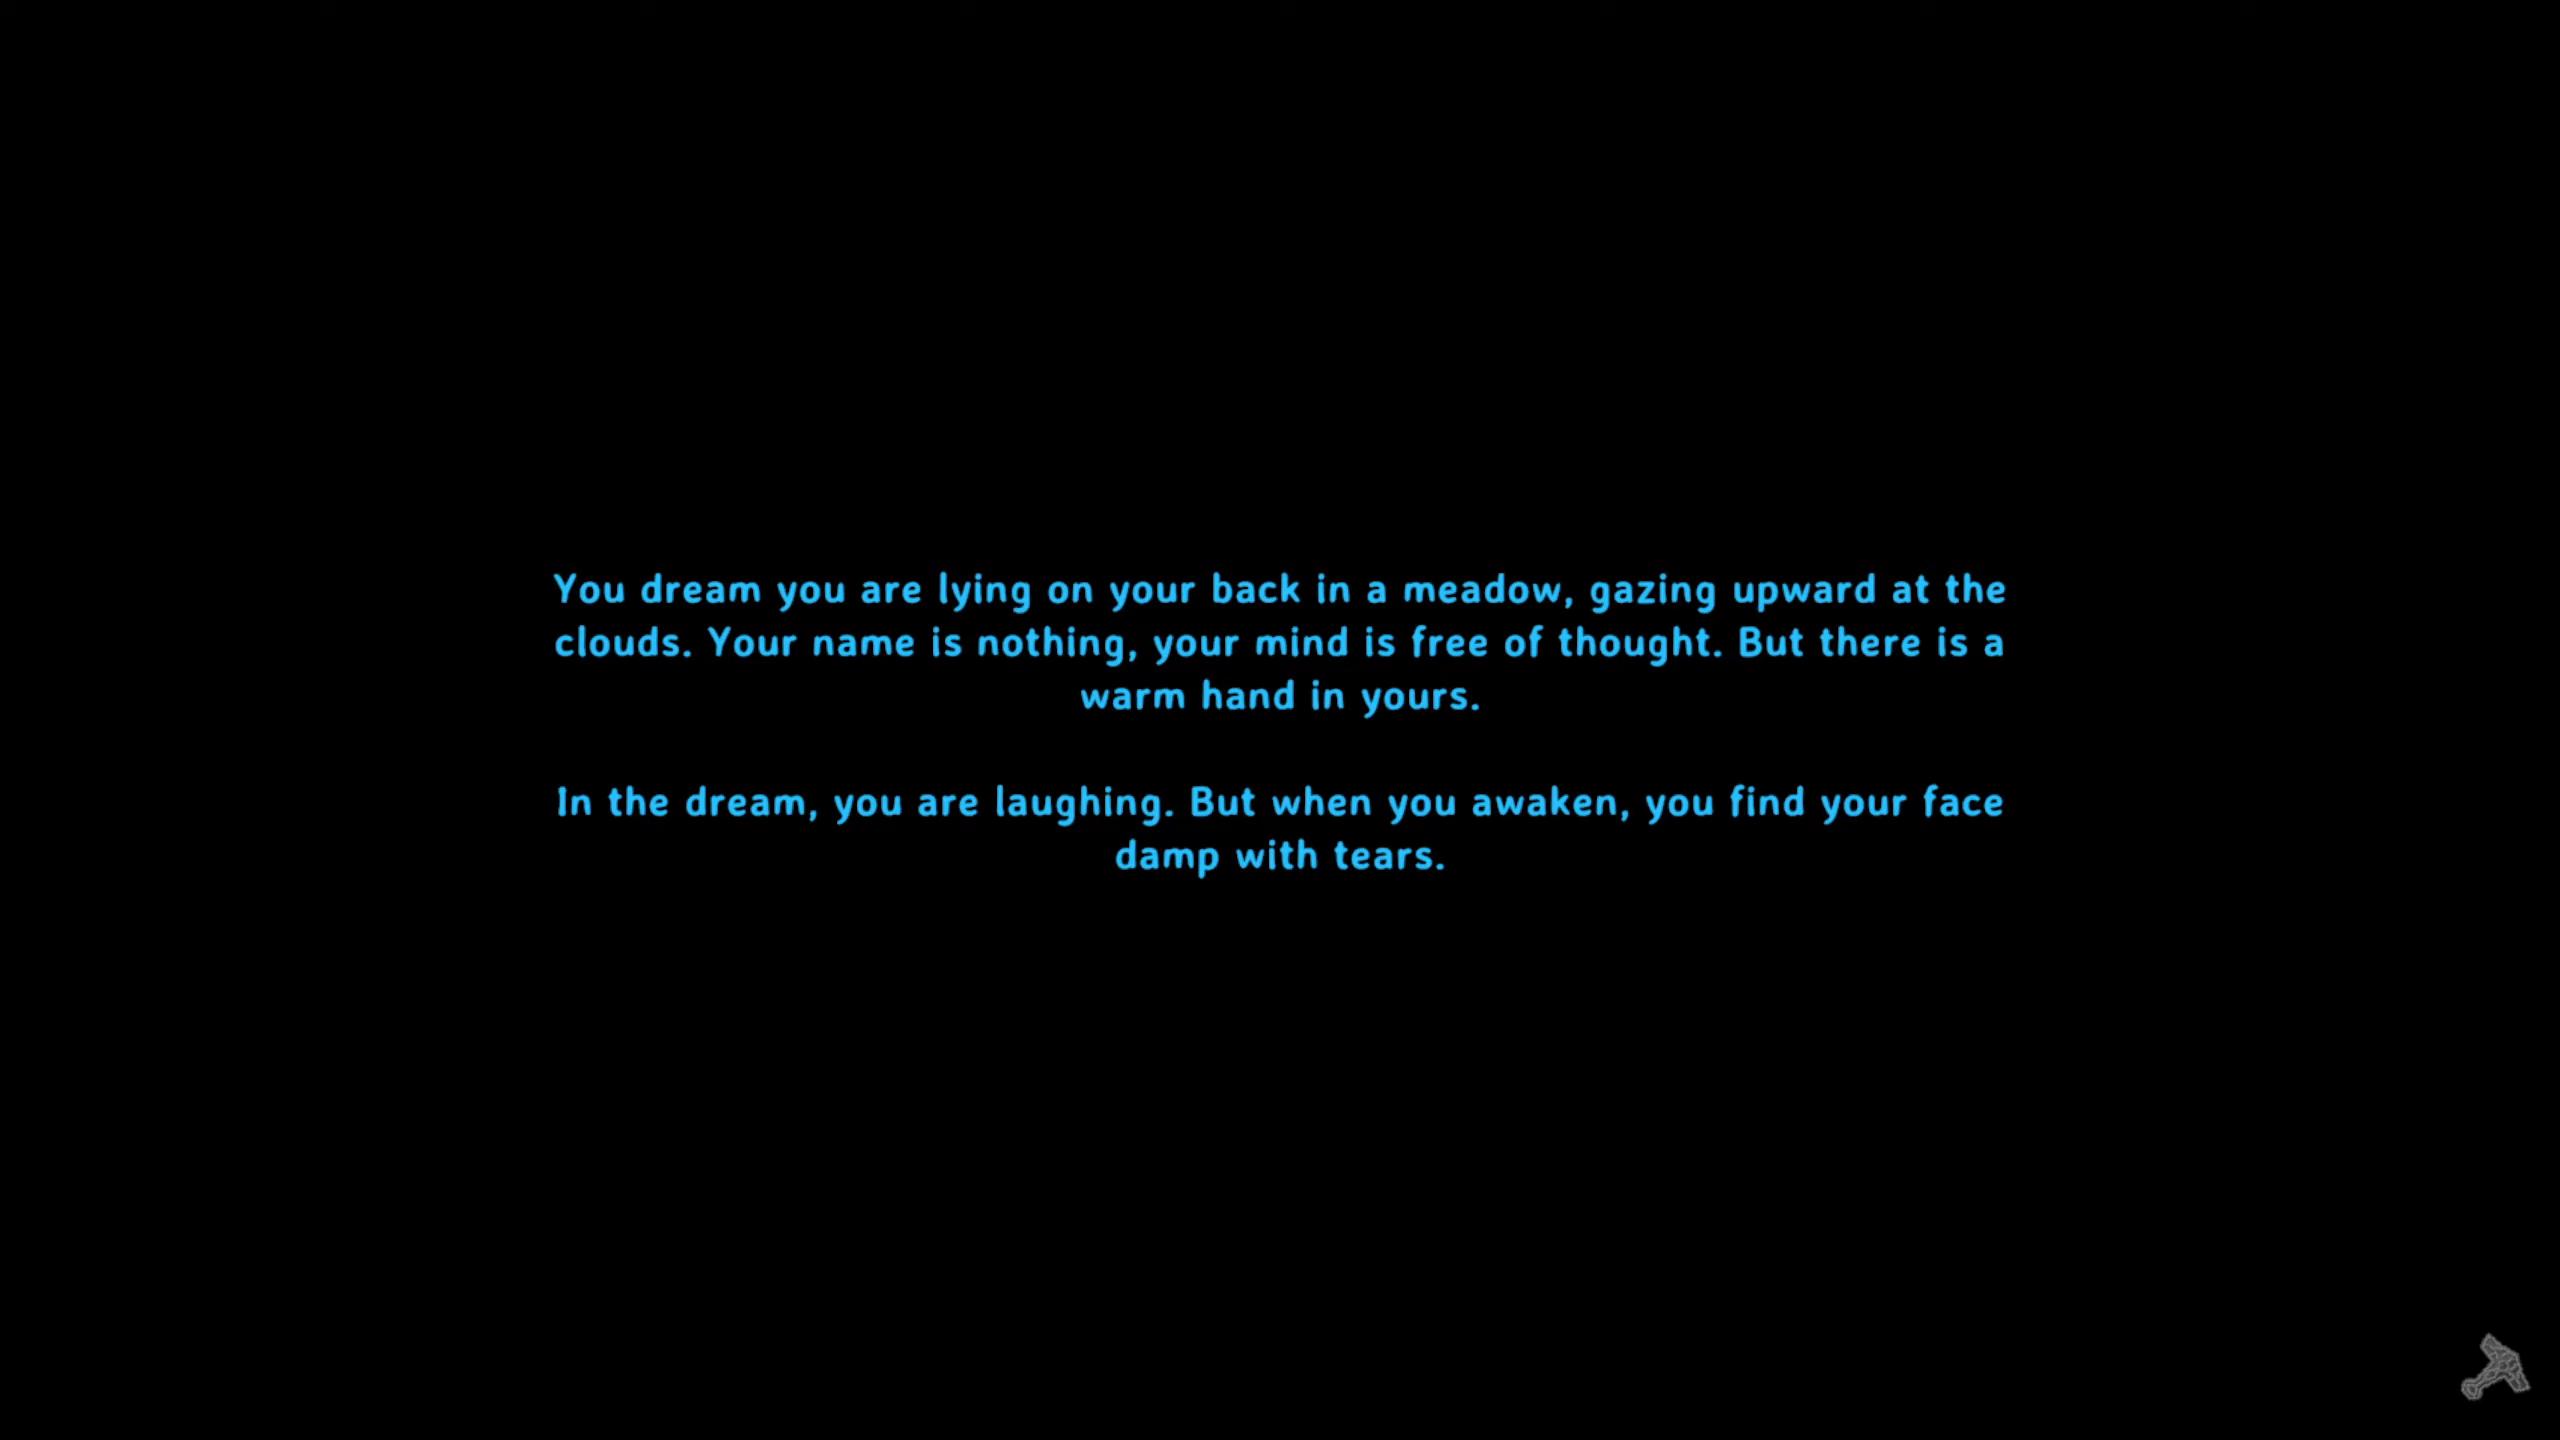 You dream you are lying on your back in a meadow, gazing upward at the
clouds. Your name is nothing, your mind is free of thought. But there is a
warm hand in yours.
In the dream, you are laughing. But when you awaken, you find your face
damp with tears.